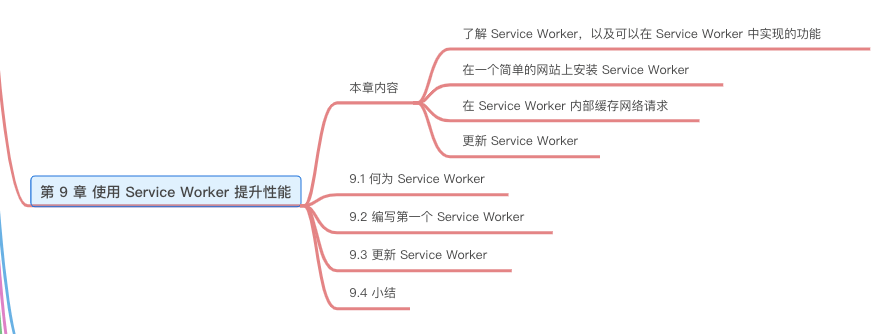 了解 Service Worker，以及可以在 Service Worker 中实现的功能
在一个简单的网站上安装 Service Worker
本章内容
在 Service Worker 内部缓存网络请求
更新 Service Worker
第 9 章 使用 Service Worker 提升性能
9.1 何为 Service Worker
9.2 编写第一个 Service Worker
9.3 更新 Service Worker
9.4 小结